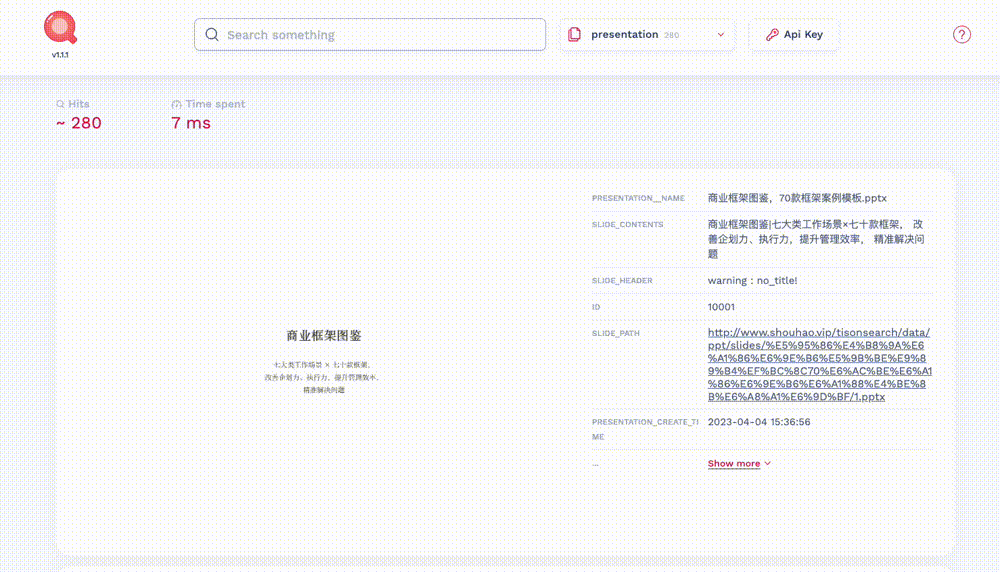 v1.1.1
Search something
presentation 280
Api Key
?
Hits
~ 280
Time spent
7 ms
商业框架图鉴
七大类工作场景 × 七十款框架,
改善企划力、执行力, 提升管理效率,
精准解决问题
PRESENTATION__NAME
商业框架图鉴，70款框架案例模板.pptx
SLIDE_CONTENTS
商业框架图鉴|七大类工作场景×七十款框架， 改
善企划力、执行力，提升管理效率， 精准解决问
题
SLIDE_HEADER
warning : no_title!
ID
10001
SLIDE_PATH
http://www.shouhao.vip/tisonsearch/data/
ppt/slides/%E5%95%86%E4%B8%9A%E6
%A1%86%E6%9E%B6%E5%9B%BE%E9%8
9%B4%EF%BC%8C70%E6%AC%BE%E6%A1
%86%E6%9E%B6%E6%A1%88%E4%BE%8
B%E6%A8%A1%E6%9D%BF/1.pptx
PRESENTATION_CREATE_TI
ME
2023-04-04 15:36:56
...
Show more